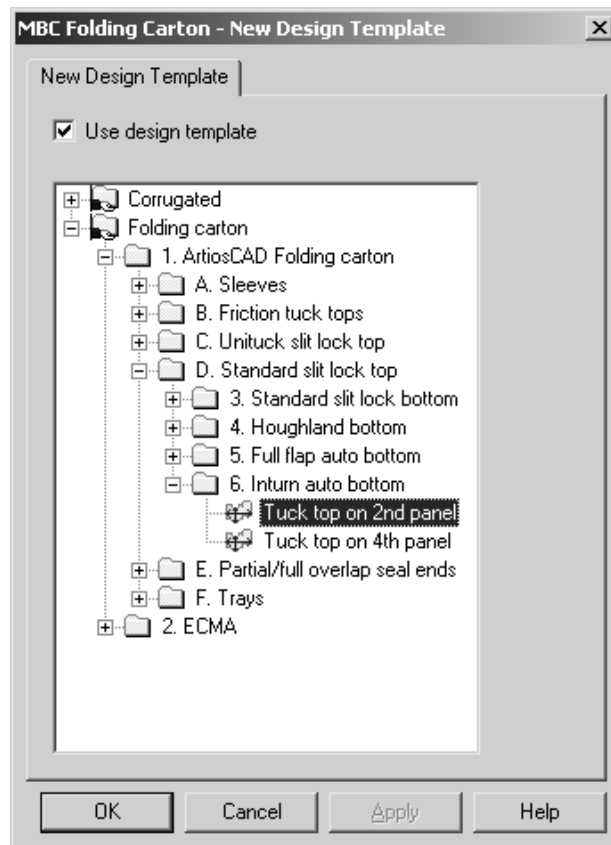 MBC Folding Carton - New Design Template
New Design Template
Use design template
Corrugated
Folding carton
1. ArtiosCAD Folding carton
A. Sleeves
B. Friction tuck tops
C. Unituck slit lock top
D. Standard slit lock top
3. Standard slit lock bottom
4. Houghland bottom
5. Full flap auto bottom
6. Inturn auto bottom
Tuck top on 2nd panel
Tuck top on 4th panel
E. Partial/full overlap seal ends
F. Trays
2. ECMA
OK Cancel Apply Help